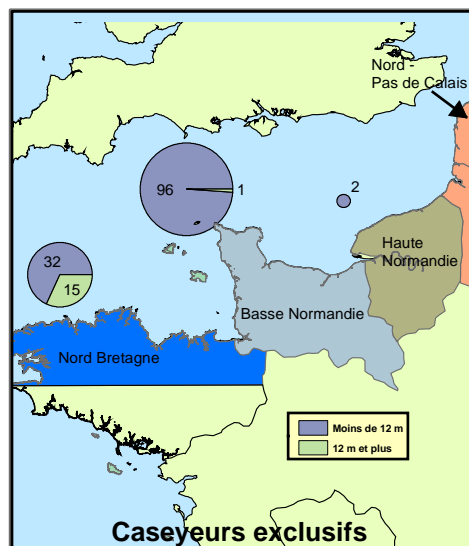 Nord -
Pas de Calais
96
1
2
32
15
Haute
Normandie
Basse Normandie
Nord Bretagne
Moins de 12 m
12 m et plus
Caseyeurs exclusifs